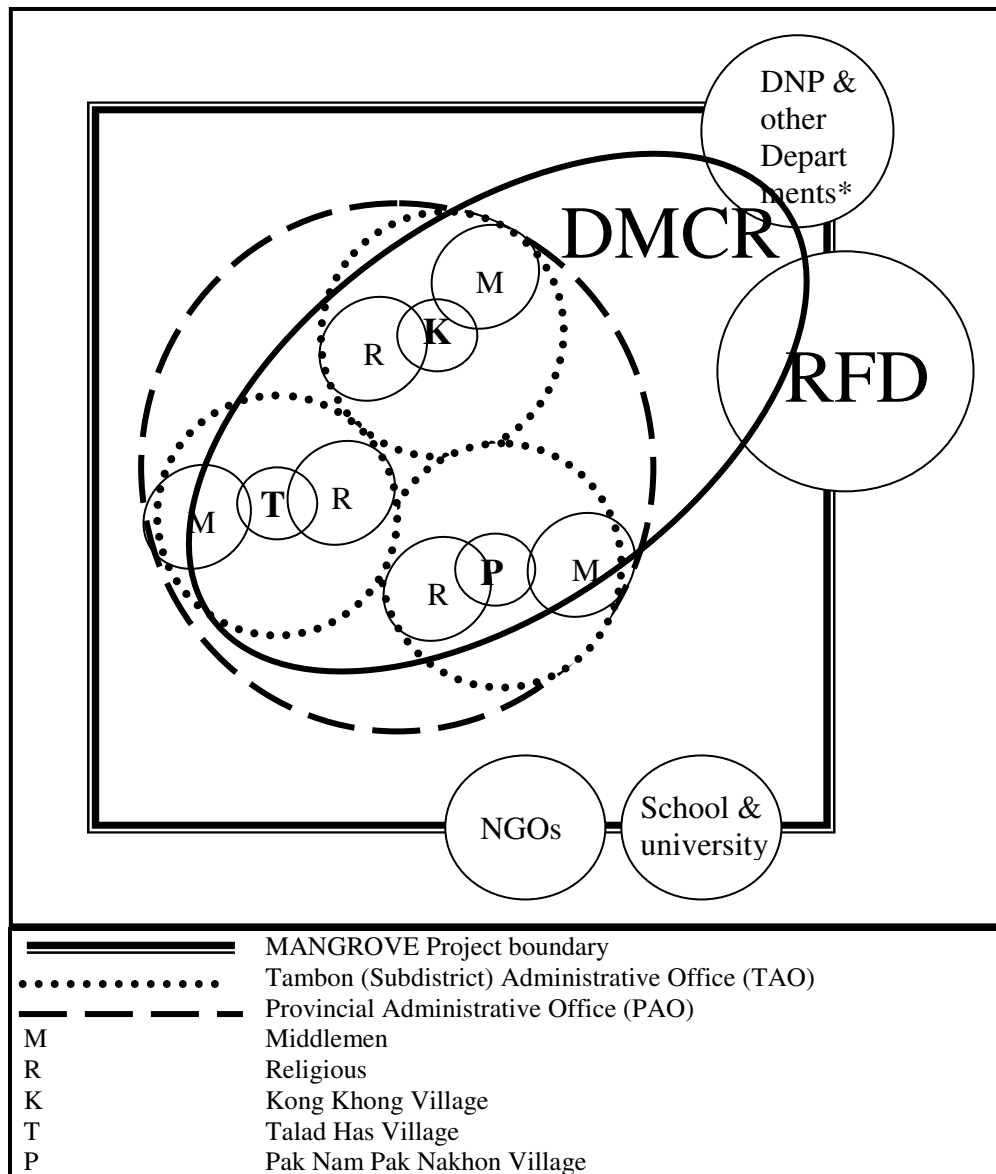 DNP &
other
Depart
ments*
DMCR
M
K
R
RFD
T
R
M
P
R
M
NGOs
School &
university
MANGROVE Project boundary
Tambon (Subdistrict) Administrative Office (TAO)
Provincial Administrative Office (PAO)
M Middlemen
R Religious
K Kong Khong Village
T Talad Has Village
P Pak Nam Pak Nakhon Village